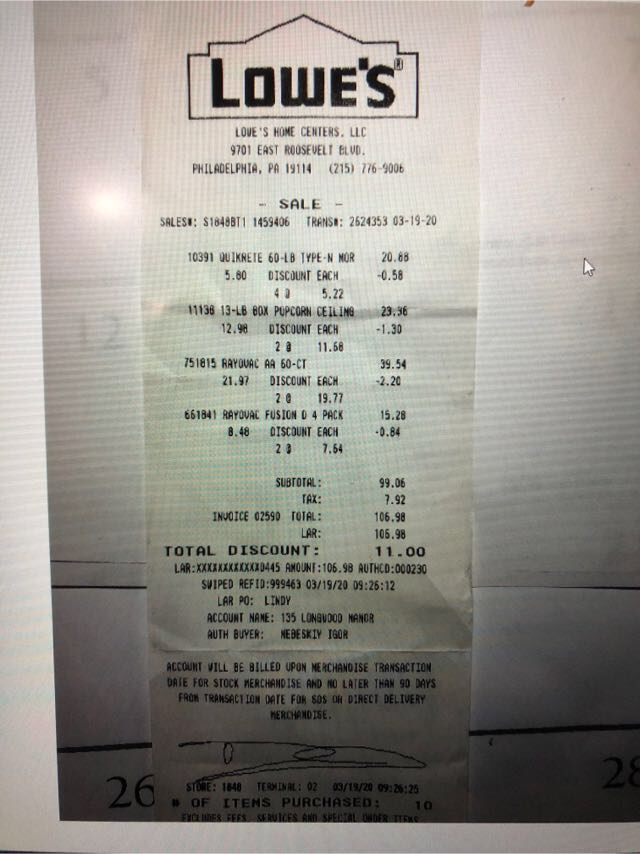 LOWE'S®
LOWE'S HOME CENTERS, LLC
9701 EAST ROOSEVELT BLVD.
PHILADELPHIA, PA 19114 (215) 776-9006
- SALE -
SALES#: S1848BT1 1459406 TRANS#: 2624353 03-19-20
10391 QUIKRETE 60-LB TYPE-N MOR 20.88
5.80 DISCOUNT EACH -0.58
4 @ 5.22
11138 13-LB BOX POPCORN CEILING 23.36
12.98 DISCOUNT EACH -1.30
2 @ 11.68
751815 RAYOVAC AA 60-CT 39.54
21.97 DISCOUNT EACH -2.20
2 @ 19.77
661841 RAYOVAC FUSION D 4 PACK 15.28
8.48 DISCOUNT EACH -0.84
2 @ 7.64
SUBTOTAL: 99.06
TAX: 7.92
INVOICE 02590 TOTAL: 106.98
LAR: 106.98
TOTAL DISCOUNT: 11.00
LAR:XXXXXXXXXXXX0445 AMOUNT:106.98 AUTHCD:000230
SWIPED REFID:999463 03/19/20 09:26:12
LAR PO: LINDY
ACCOUNT NAME: 135 LONGWOOD MANOR
AUTH BUYER: NEBESKIY IGOR
ACCOUNT WILL BE BILLED UPON MERCHANDISE TRANSACTION
DATE FOR STOCK MERCHANDISE AND NO LATER THAN 90 DAYS
FROM TRANSACTION DATE FOR SOS OR DIRECT DELIVERY
MERCHANDISE.
STORE: 1848 TERMINAL: 02 03/19/20 09:26:25
# OF ITEMS PURCHASED: 10
EXCLUDES FEES, SERVICES AND SPECIAL ORDER ITEMS
26
28